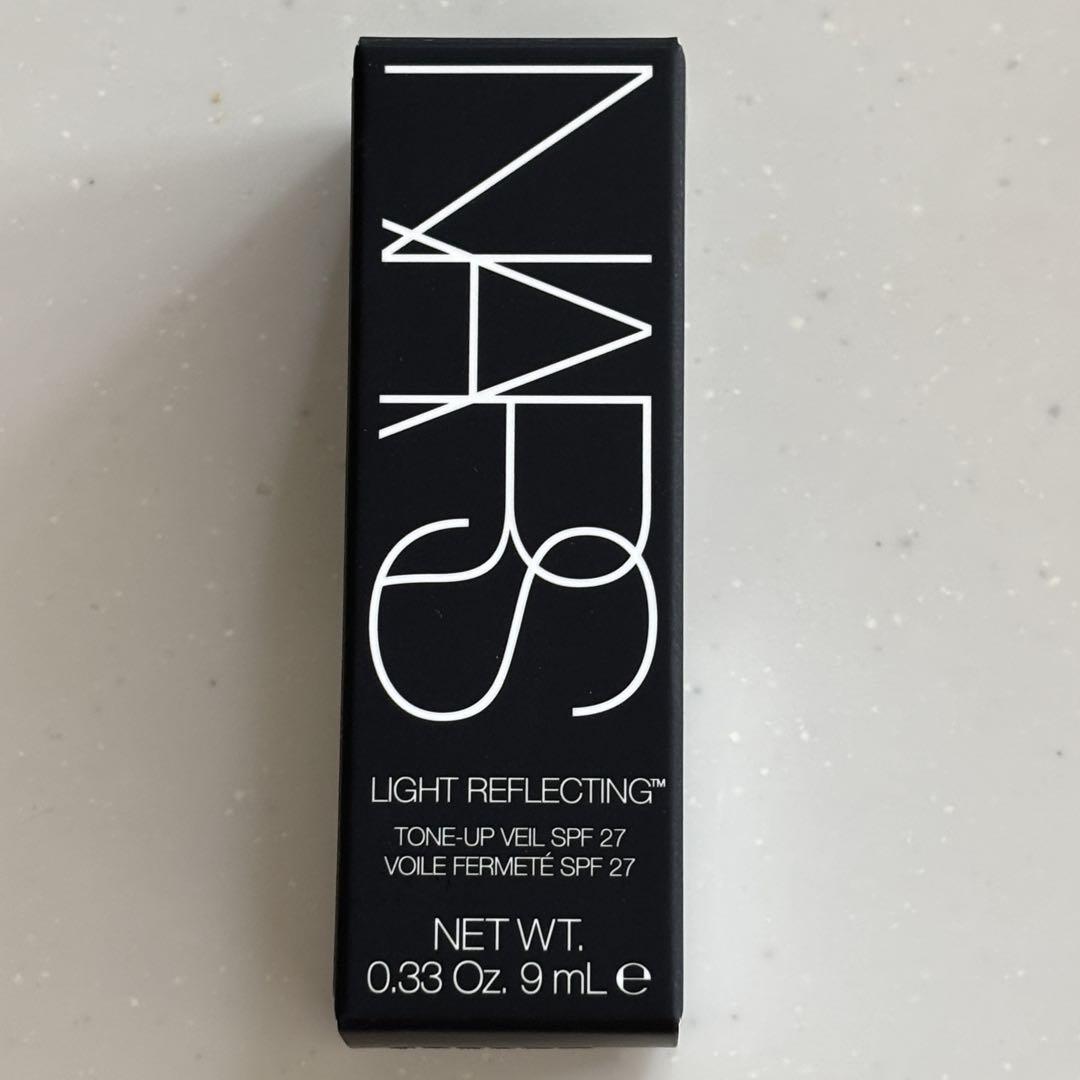 NARS
LIGHT REFLECTING™
TONE-UP VEIL SPF 27
VOILE FERMETÉ SPF 27
NET WT.
0.33 Oz. 9 mL ℮